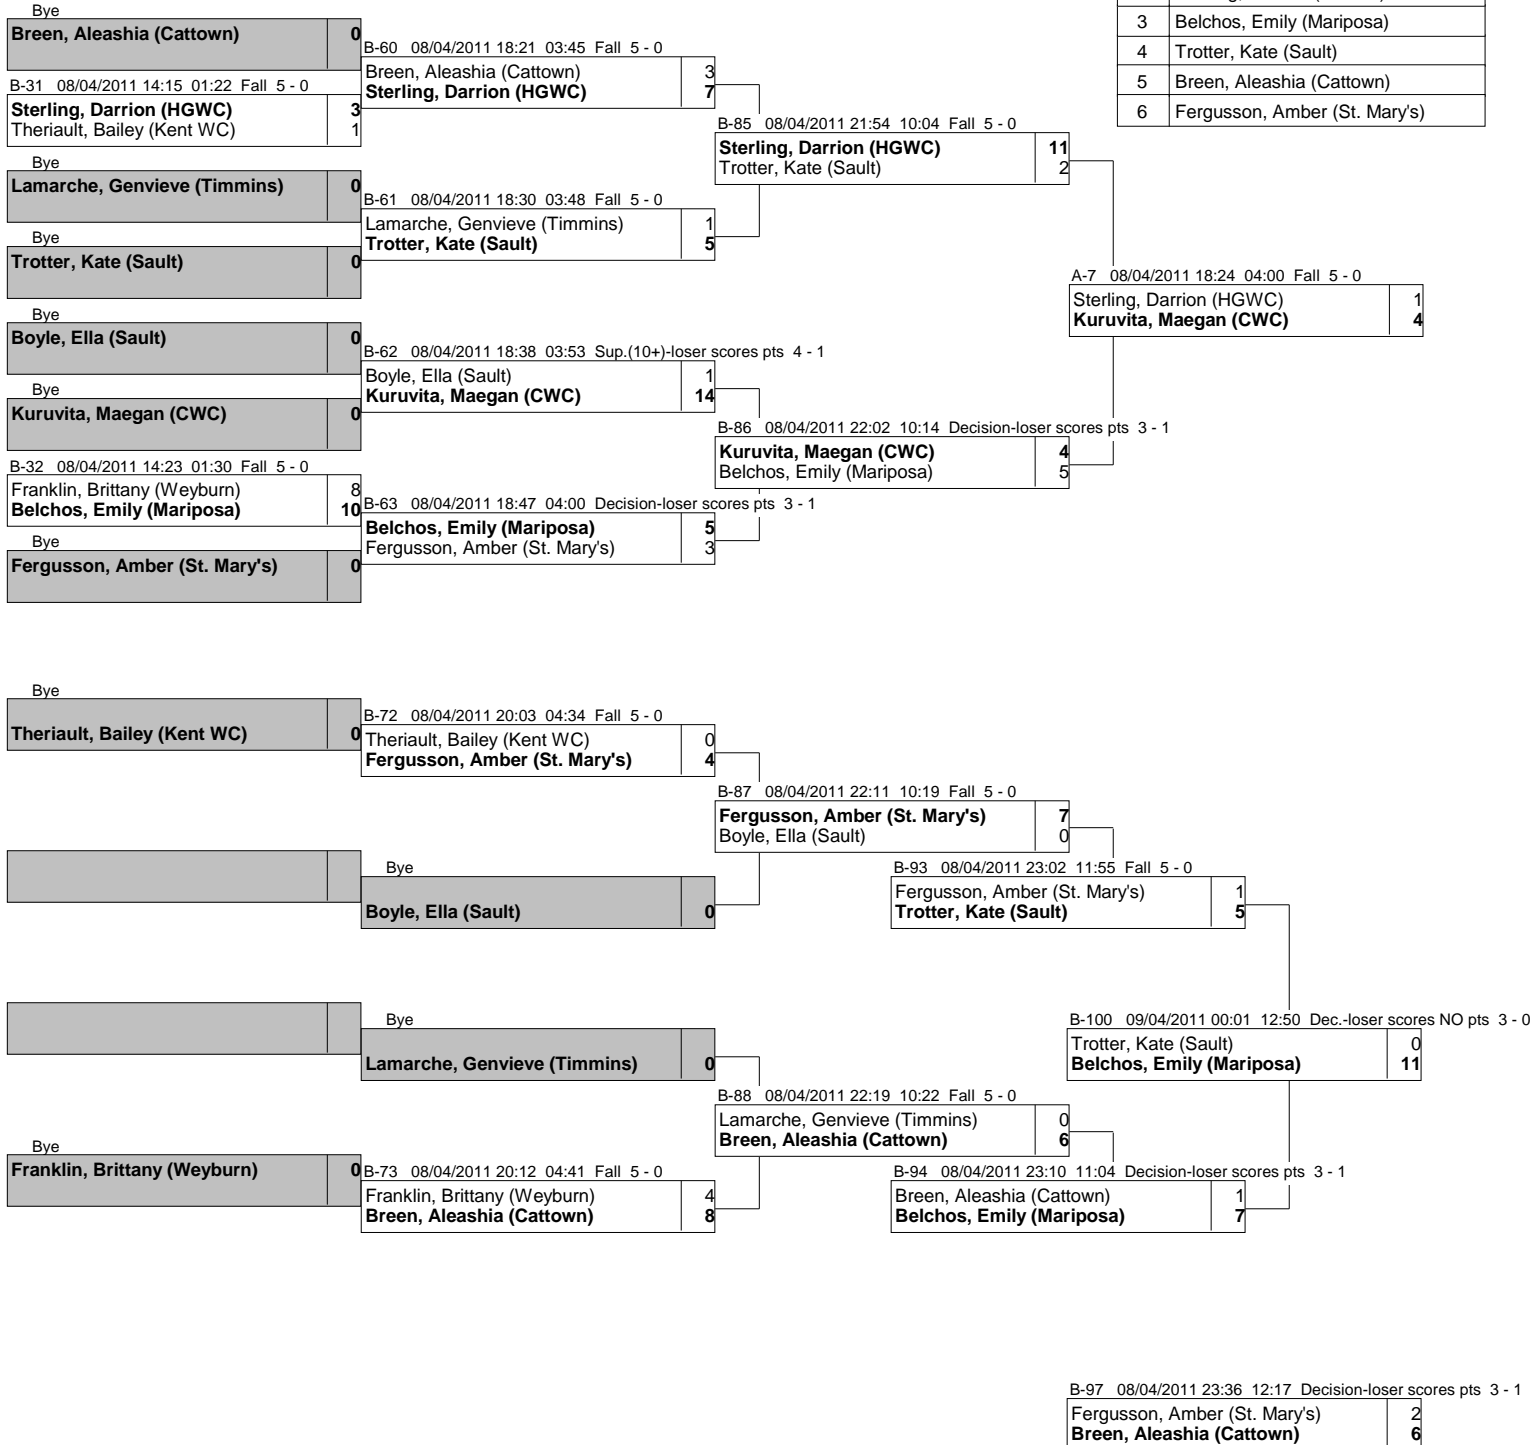 Bye
Breen, Aleashia (Cattown) 0
B-31 08/04/2011 14:15 01:22 Fall 5 - 0
Sterling, Darrion (HGWC) 3
Theriault, Bailey (Kent WC) 1
Bye
Lamarche, Genvieve (Timmins) 0
Bye
Trotter, Kate (Sault) 0
Bye
Boyle, Ella (Sault) 0
Bye
Kuruvita, Maegan (CWC) 0
B-32 08/04/2011 14:23 01:30 Fall 5 - 0
Franklin, Brittany (Weyburn) 8
Belchos, Emily (Mariposa) 10
Bye
Fergusson, Amber (St. Mary's) 0
B-60 08/04/2011 18:21 03:45 Fall 5 - 0
Breen, Aleashia (Cattown) 3
Sterling, Darrion (HGWC) 7
B-61 08/04/2011 18:30 03:48 Fall 5 - 0
Lamarche, Genvieve (Timmins) 1
Trotter, Kate (Sault) 5
B-62 08/04/2011 18:38 03:53 Sup.(10+)-loser scores pts 4 - 1
Boyle, Ella (Sault) 1
Kuruvita, Maegan (CWC) 14
B-63 08/04/2011 18:47 04:00 Decision-loser scores pts 3 - 1
Belchos, Emily (Mariposa) 5
Fergusson, Amber (St. Mary's) 3
B-85 08/04/2011 21:54 10:04 Fall 5 - 0
Sterling, Darrion (HGWC) 11
Trotter, Kate (Sault) 2
B-86 08/04/2011 22:02 10:14 Decision-loser scores pts 3 - 1
Kuruvita, Maegan (CWC) 4
Belchos, Emily (Mariposa) 5
A-7 08/04/2011 18:24 04:00 Fall 5 - 0
Sterling, Darrion (HGWC) 1
Kuruvita, Maegan (CWC) 4
3 Belchos, Emily (Mariposa)
4 Trotter, Kate (Sault)
5 Breen, Aleashia (Cattown)
6 Fergusson, Amber (St. Mary's)
Bye
Theriault, Bailey (Kent WC) 0
Bye
Franklin, Brittany (Weyburn) 0
B-72 08/04/2011 20:03 04:34 Fall 5 - 0
Theriault, Bailey (Kent WC) 0
Fergusson, Amber (St. Mary's) 4
Bye
Boyle, Ella (Sault) 0
Bye
Lamarche, Genvieve (Timmins) 0
B-73 08/04/2011 20:12 04:41 Fall 5 - 0
Franklin, Brittany (Weyburn) 4
Breen, Aleashia (Cattown) 8
B-87 08/04/2011 22:11 10:19 Fall 5 - 0
Fergusson, Amber (St. Mary's) 7
Boyle, Ella (Sault) 0
B-88 08/04/2011 22:19 10:22 Fall 5 - 0
Lamarche, Genvieve (Timmins) 0
Breen, Aleashia (Cattown) 6
B-93 08/04/2011 23:02 11:55 Fall 5 - 0
Fergusson, Amber (St. Mary's) 1
Trotter, Kate (Sault) 5
B-94 08/04/2011 23:10 11:04 Decision-loser scores pts 3 - 1
Breen, Aleashia (Cattown) 1
Belchos, Emily (Mariposa) 7
B-100 09/04/2011 00:01 12:50 Dec.-loser scores NO pts 3 - 0
Trotter, Kate (Sault) 0
Belchos, Emily (Mariposa) 11
B-97 08/04/2011 23:36 12:17 Decision-loser scores pts 3 - 1
Fergusson, Amber (St. Mary's) 2
Breen, Aleashia (Cattown) 6